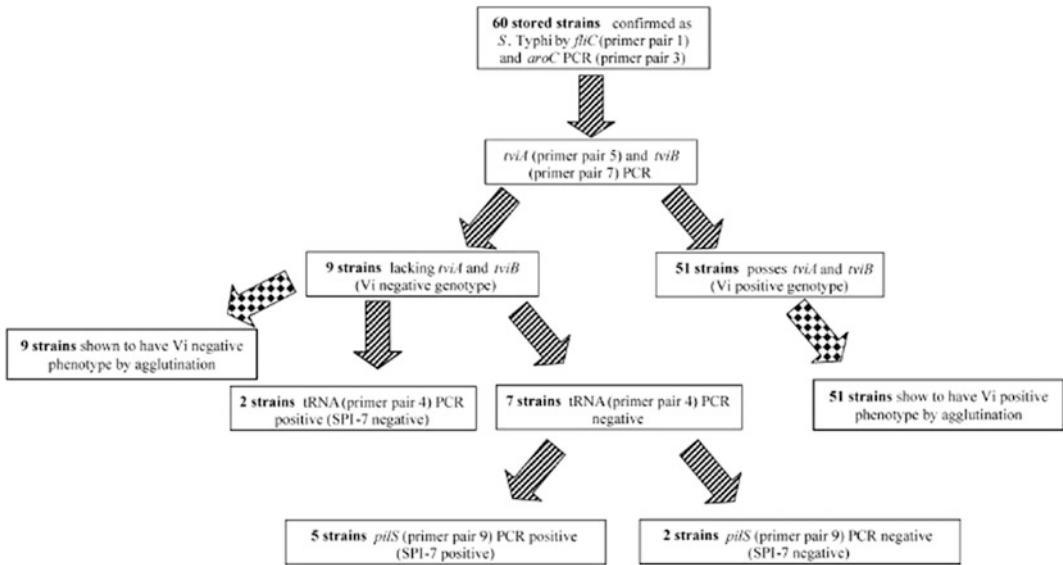 60 stored strains confirmed as
S. Typhi by fliC (primer pair 1)
and aroC PCR (primer pair 3)
tviA (primer pair 5) and tviB
(primer pair 7) PCR
9 strains lacking tviA and tviB
(Vi negative genotype)
51 strains posses tviA and tviB
(Vi positive genotype)
9 strains shown to have Vi negative
phenotype by agglutination
2 strains tRNA (primer pair 4) PCR
positive (SPI-7 negative)
7 strains tRNA (primer pair 4) PCR
negative
51 strains show to have Vi positive
phenotype by agglutination
5 strains pilS (primer pair 9) PCR positive
(SPI-7 positive)
2 strains pilS (primer pair 9) PCR negative
(SPI-7 negative)